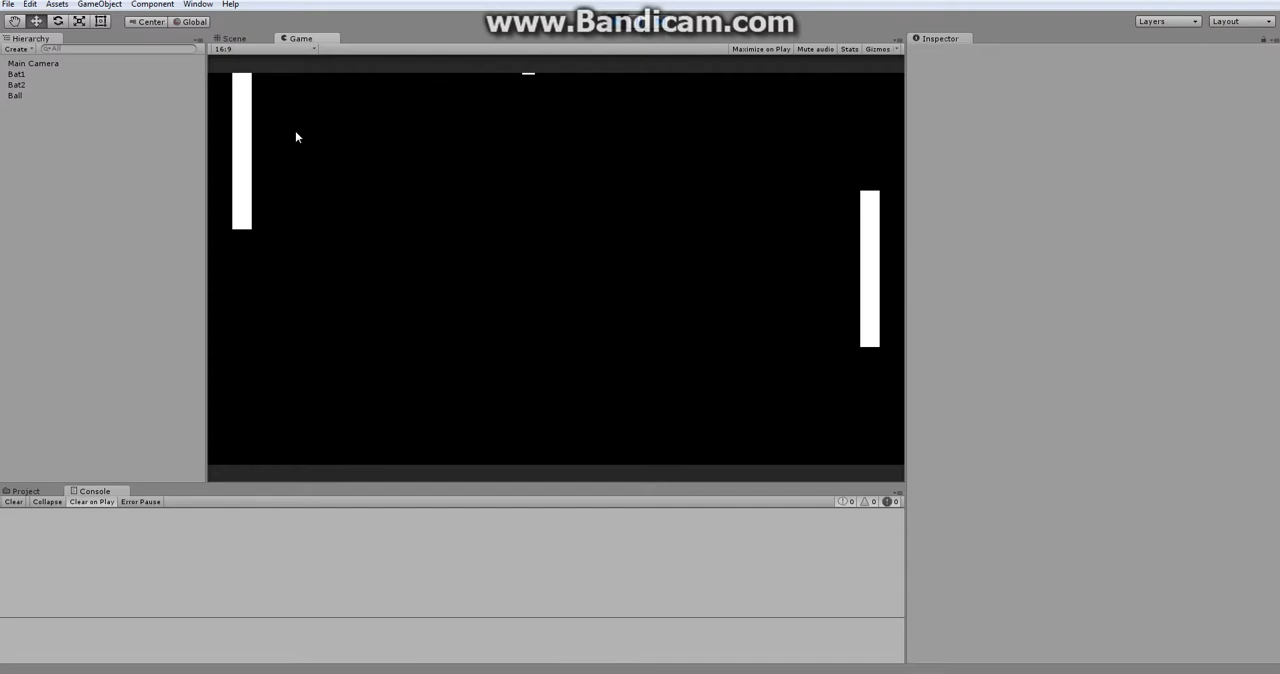 File Edit Assets GameObject Component Window Help
www.Bandicam.com
Center Global
Layers Layout
Hierarchy
Scene Game
Inspector
Create All
16:9
Maximize on Play Mute audio Stats Gizmos
Main Camera
Bat1
Bat2
Ball
Project Console
Clear Collapse Clear on Play Error Pause
0 0 0